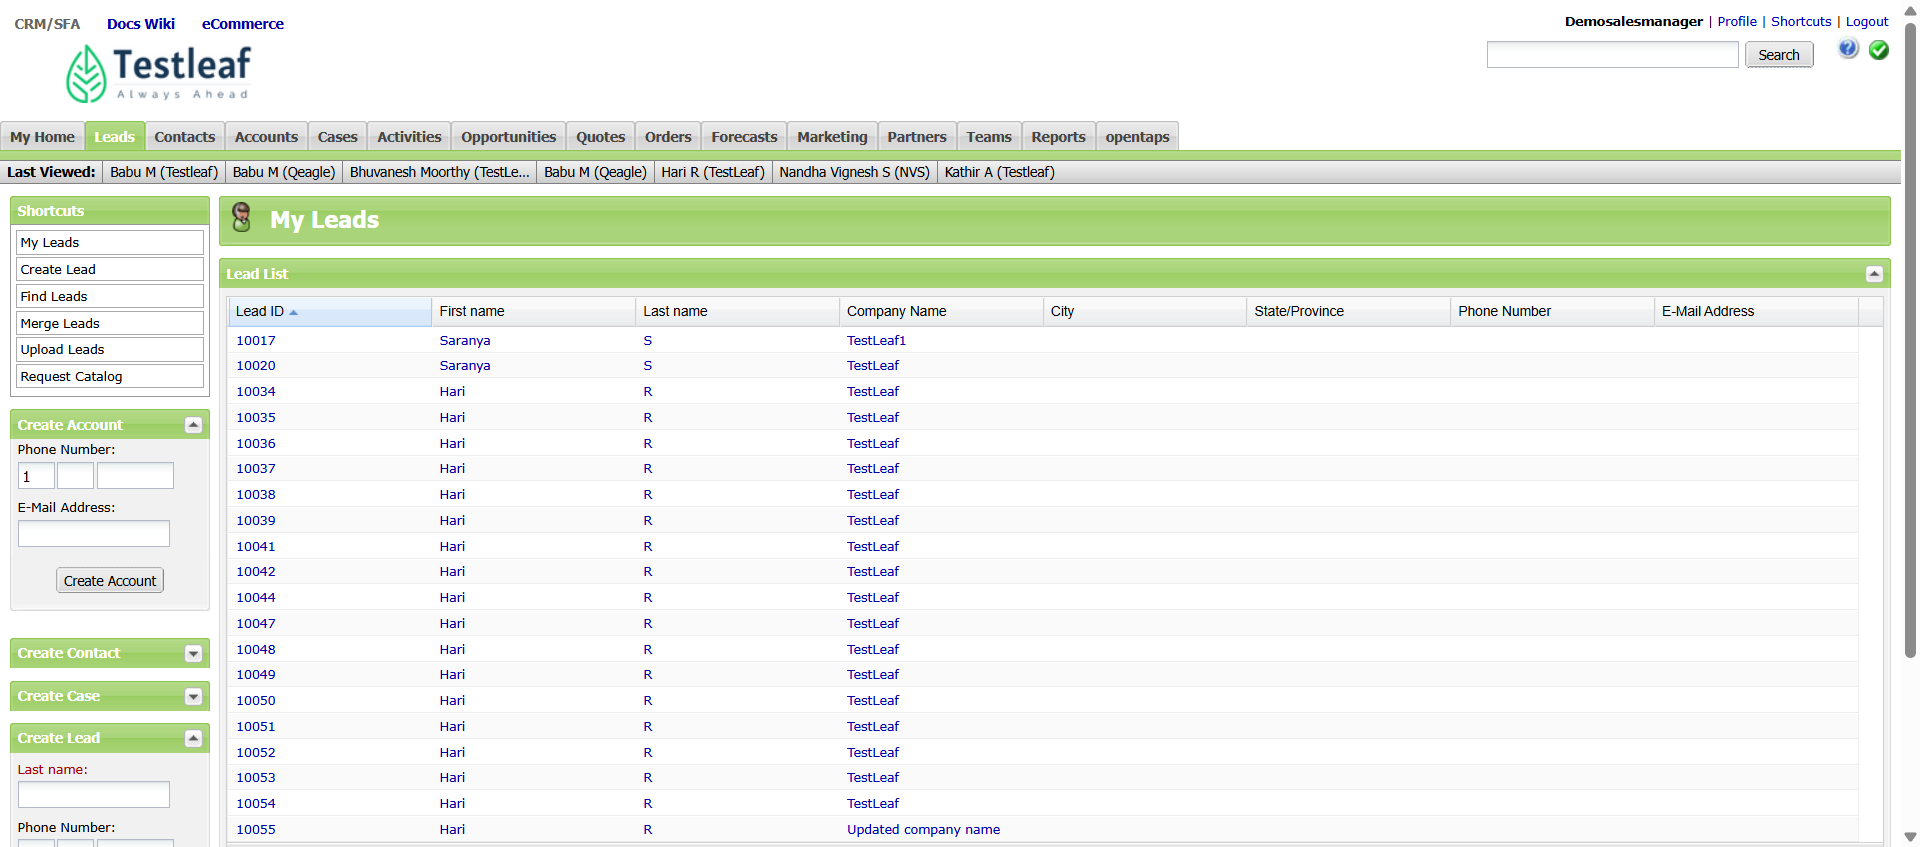 CRM/SFA Docs Wiki eCommerce
Demosalesmanager | Profile | Shortcuts | Logout
Testleaf
Always Ahead
Search
My Home Leads Contacts Accounts Cases Activities Opportunities Quotes Orders Forecasts Marketing Partners Teams Reports opentaps
Last Viewed: Babu M (Testleaf) Babu M (Qeagle) Bhuvanesh Moorthy (TestLe... Babu M (Qeagle) Hari R (TestLeaf) Nandha Vignesh S (NVS) Kathir A (Testleaf)
Shortcuts
My Leads
Create Lead
Find Leads
Merge Leads
Upload Leads
Request Catalog
Create Account
Phone Number:
1
E-Mail Address:
Create Account
Create Contact
Create Case
Create Lead
Last name:
Phone Number:
My Leads
Lead List
Lead ID First name Last name Company Name City State/Province Phone Number E-Mail Address
10017 Saranya S TestLeaf1
10020 Saranya S TestLeaf
10034 Hari R TestLeaf
10035 Hari R TestLeaf
10036 Hari R TestLeaf
10037 Hari R TestLeaf
10038 Hari R TestLeaf
10039 Hari R TestLeaf
10041 Hari R TestLeaf
10042 Hari R TestLeaf
10044 Hari R TestLeaf
10047 Hari R TestLeaf
10048 Hari R TestLeaf
10049 Hari R TestLeaf
10050 Hari R TestLeaf
10051 Hari R TestLeaf
10052 Hari R TestLeaf
10053 Hari R TestLeaf
10054 Hari R TestLeaf
10055 Hari R Updated company name